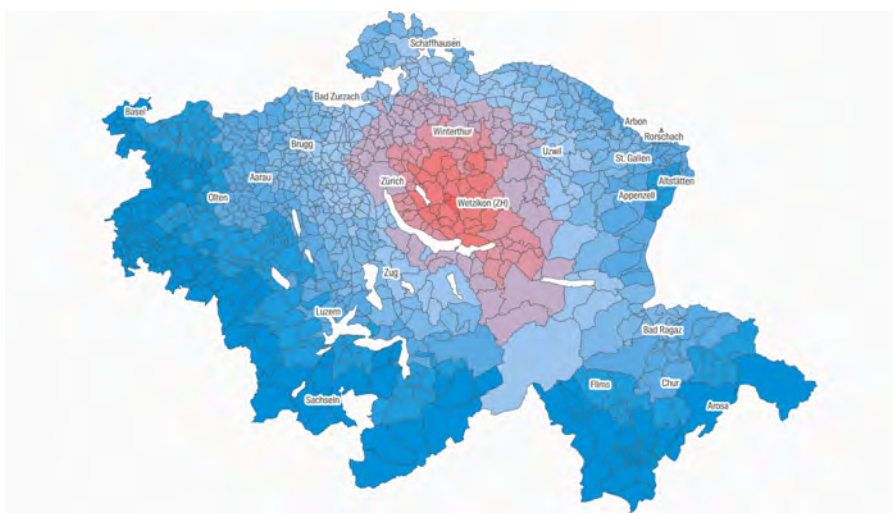 Schaffhausen
Bad Zurzach
Basel
Winterthur
Arbon
Rorschach
Brugg
Uzwil
St. Gallen
Aarau
Zürich
Altstätten
Olten
Wetzikon (ZH)
Appenzell
Zug
Luzern
Bad Ragaz
Flims
Chur
Sachseln
Arosa